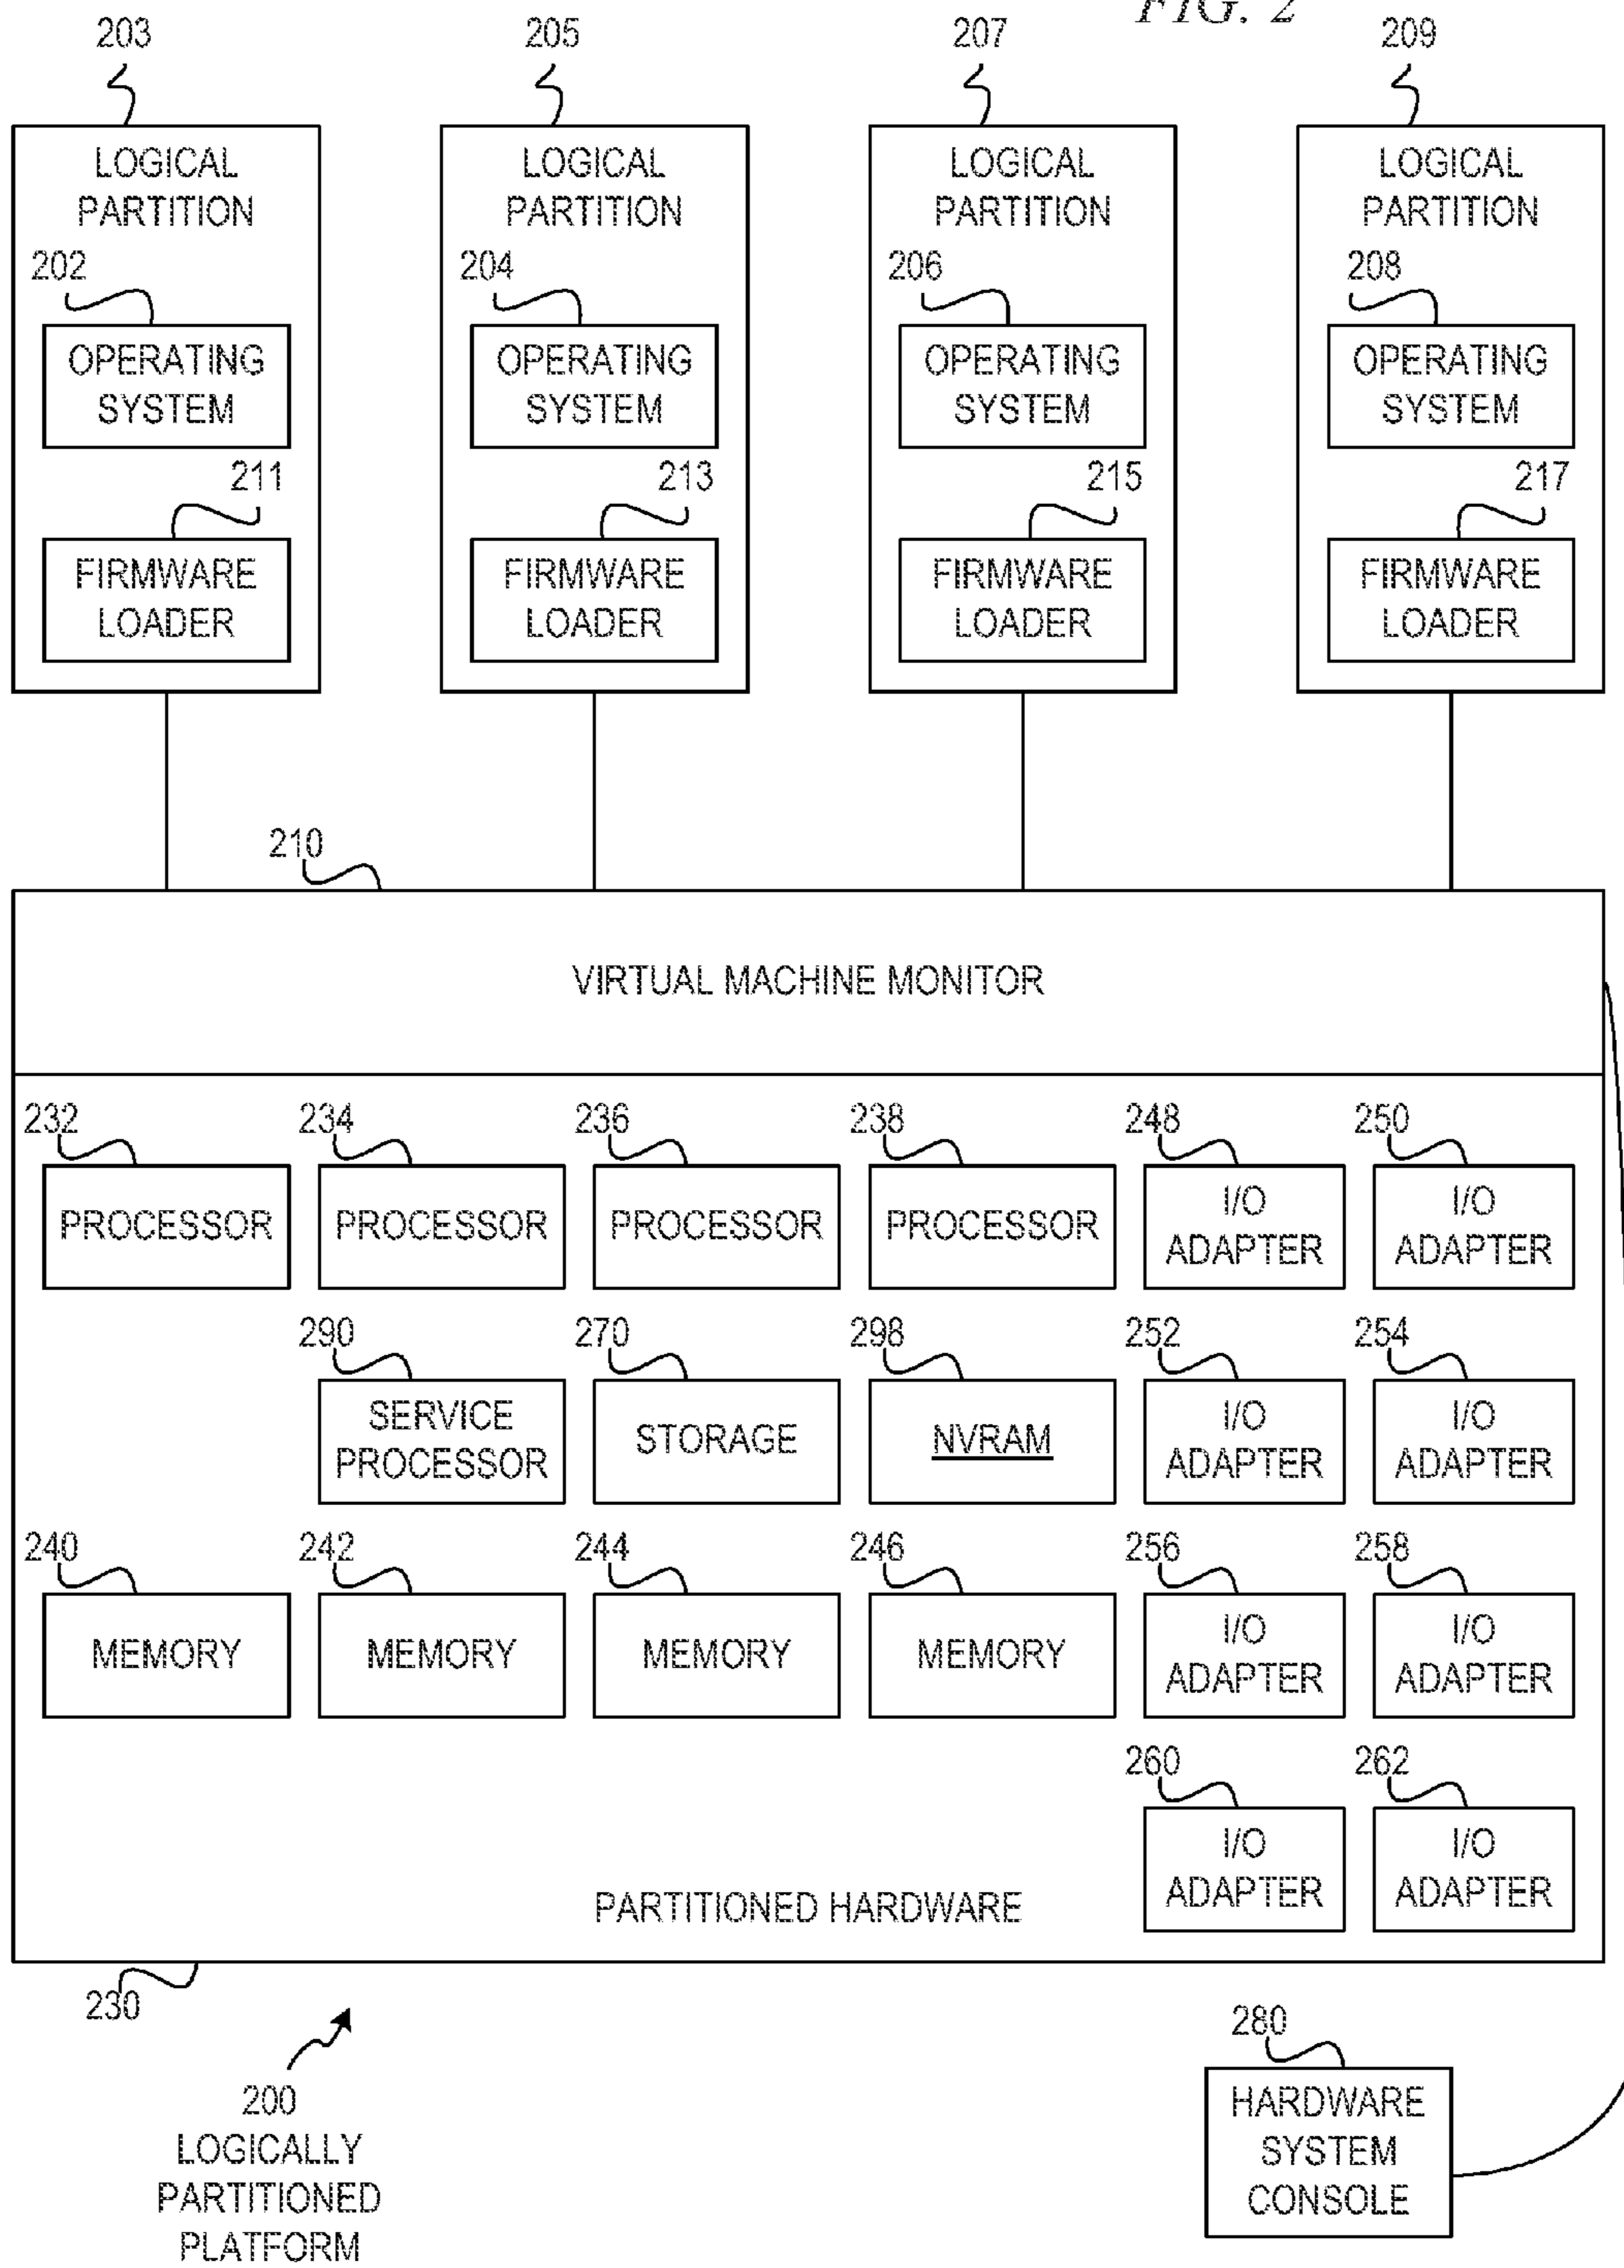 FIG. 2
203 205 207 209
LOGICAL PARTITION
LOGICAL PARTITION
LOGICAL PARTITION
LOGICAL PARTITION
202 204 206 208
OPERATING SYSTEM
OPERATING SYSTEM
OPERATING SYSTEM
OPERATING SYSTEM
211 213 215 217
FIRMWARE LOADER
FIRMWARE LOADER
FIRMWARE LOADER
FIRMWARE LOADER
210
VIRTUAL MACHINE MONITOR
232 234 236 238 248 250
PROCESSOR
PROCESSOR
PROCESSOR
PROCESSOR
I/O ADAPTER
I/O ADAPTER
290 270 298 252 254
SERVICE PROCESSOR
STORAGE
NVRAM
I/O ADAPTER
I/O ADAPTER
240 242 244 246 256 258
MEMORY
MEMORY
MEMORY
MEMORY
I/O ADAPTER
I/O ADAPTER
260 262
I/O ADAPTER
I/O ADAPTER
PARTITIONED HARDWARE
230
200
LOGICALLY
PARTITIONED
PLATFORM
280
HARDWARE
SYSTEM
CONSOLE